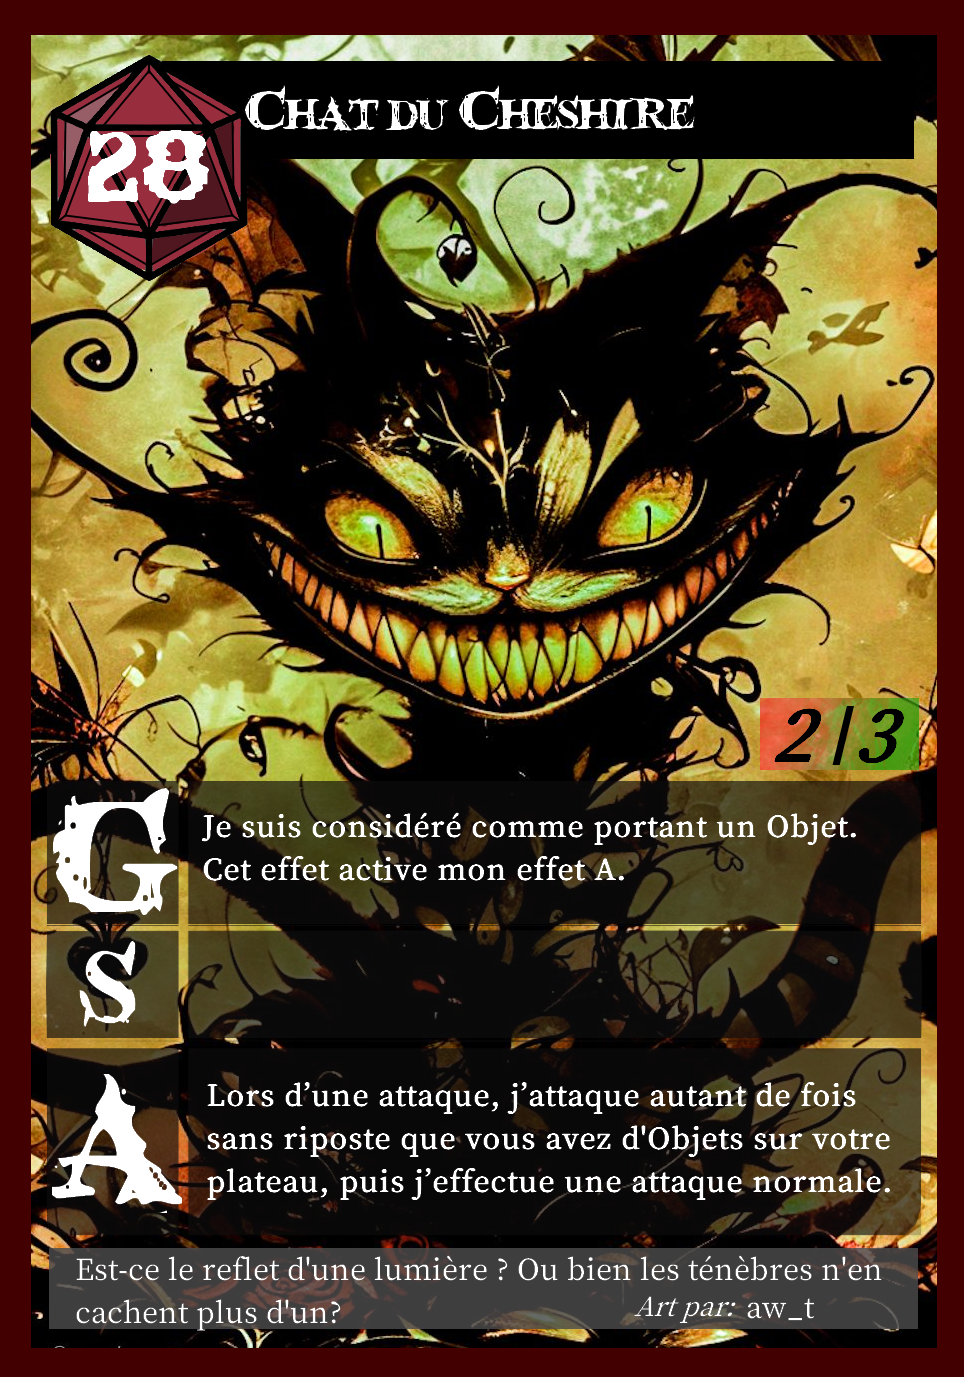 28
Chat du Cheshire
2/3
G
Je suis considéré comme portant un Objet.
Cet effet active mon effet A.
S
A
Lors d’une attaque, j’attaque autant de fois
sans riposte que vous avez d'Objets sur votre
plateau, puis j’effectue une attaque normale.
Est-ce le reflet d'une lumière ? Ou bien les ténèbres n'en
cachent plus d'un?
Art par: aw_t